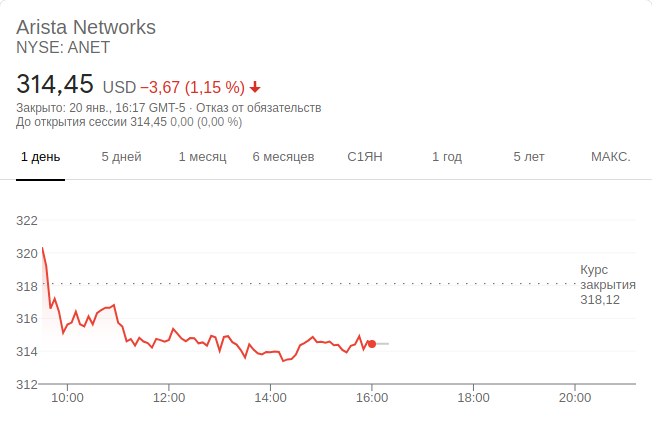 Arista Networks
NYSE: ANET
314,45 USD −3,67 (1,15 %)
Закрыто: 20 янв., 16:17 GMT-5 · Отказ от обязательств
До открытия сессии 314,45 0,00 (0,00 %)
1 день 5 дней 1 месяц 6 месяцев С1ЯН 1 год 5 лет МАКС.
322
320
318
316
314
312
Курс
закрытия
318,12
10:00 12:00 14:00 16:00 18:00 20:00